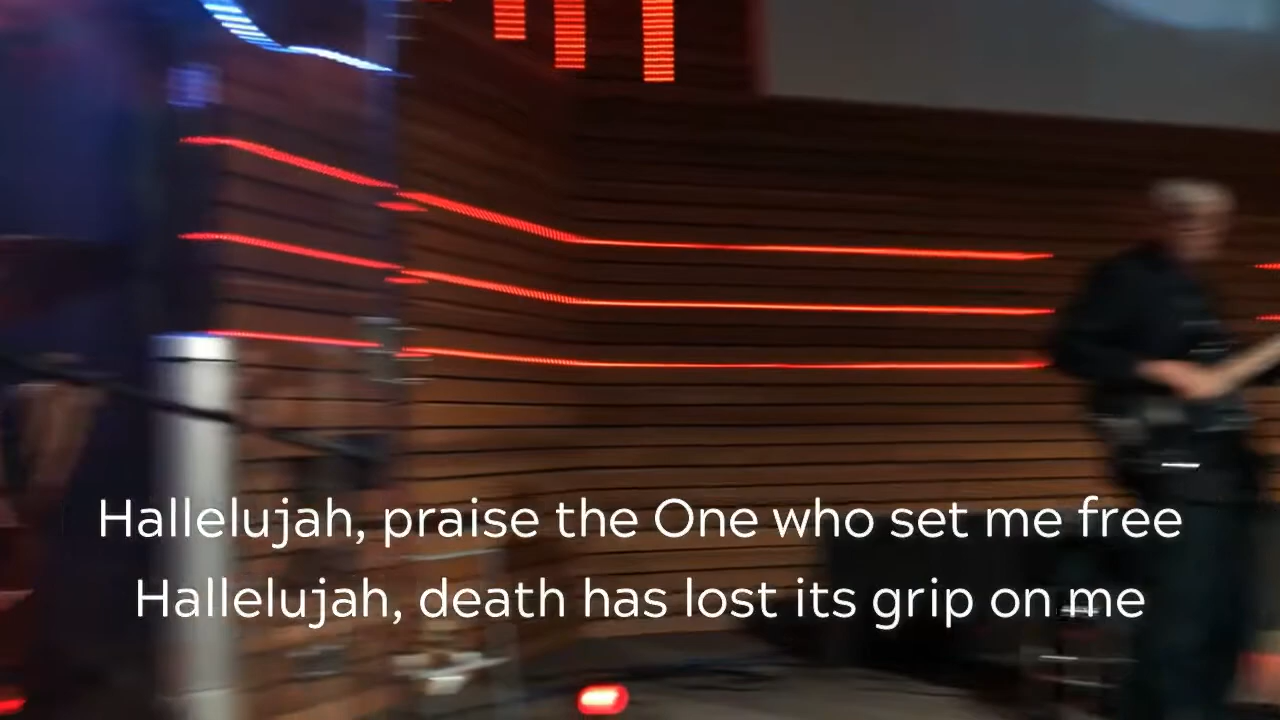 Hallelujah, praise the One who set me free
Hallelujah, death has lost its grip on me